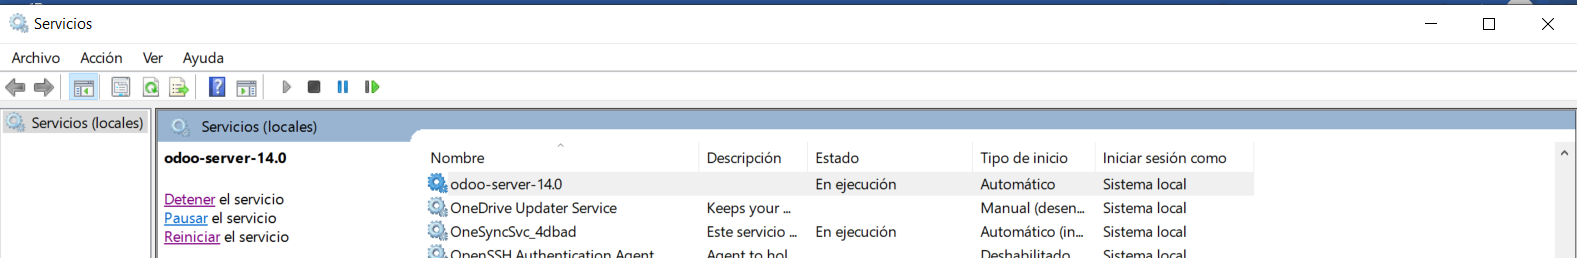 Servicios
Archivo Acción Ver Ayuda
Servicios (locales)
Servicios (locales)
odoo-server-14.0
Detener el servicio
Pausar el servicio
Reiniciar el servicio
Nombre Descripción Estado Tipo de inicio Iniciar sesión como
odoo-server-14.0 En ejecución Automático Sistema local
OneDrive Updater Service Keeps your ... Manual (desen... Sistema local
OneSyncSvc_4dbad Este servicio ... En ejecución Automático (in... Sistema local
OpenSSH Authentication Agent Agent to hol... Deshabilitado Sistema local